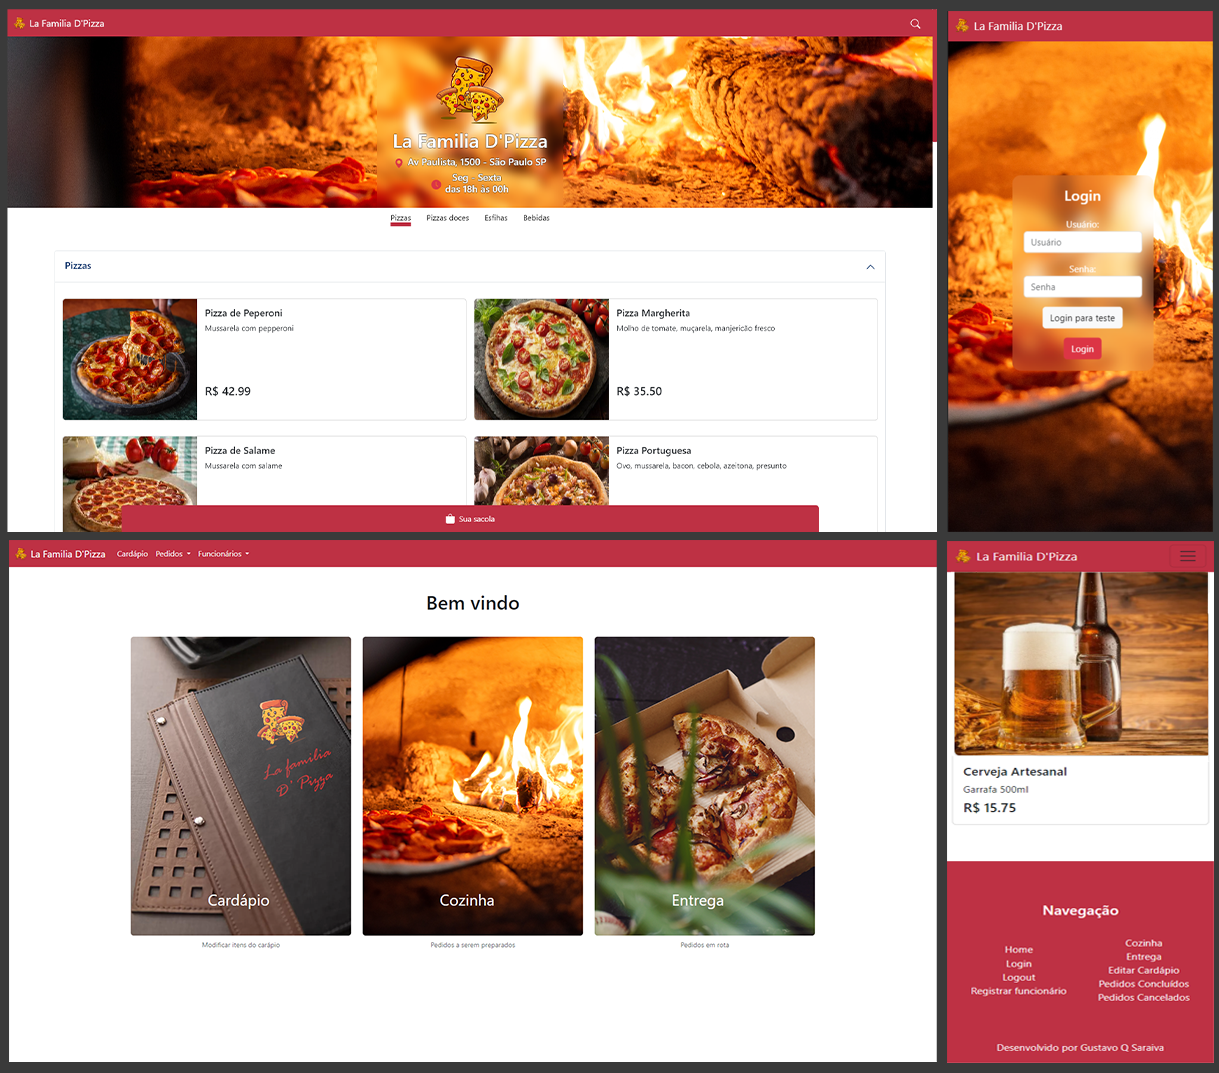 La Familia D'Pizza
La Familia D'Pizza
Av Paulista, 1500 - São Paulo SP
Seg - Sexta
das 18h as 00h
Pizzas
Pizzas doces
Esfihas
Bebidas
Pizzas
Pizza de Peperoni
Mussarela com pepperoni
R$ 42.99
Pizza Margherita
Molho de tomate, muçarela, manjericão fresco
R$ 35.50
Pizza de Salame
Mussarela com salame
Pizza Portuguesa
Ovo, mussarela, bacon, cebola, azeitona, presunto
Sua sacola
La Familia D'Pizza
Login
Usuário:
Usuário
Senha:
Senha
Login para teste
Login
La Familia D'Pizza
Cardápio
Pedidos
Funcionários
Bem vindo
La família
D' Pizza
Cardápio
Modificar itens do carápio
Cozinha
Pedidos a serem preparados
Entrega
Pedidos em rota
La Familia D'Pizza
Cerveja Artesanal
Garrafa 500ml
R$ 15.75
Navegação
Home
Login
Logout
Registrar funcionário
Cozinha
Entrega
Editar Cardápio
Pedidos Concluídos
Pedidos Cancelados
Desenvolvido por Gustavo Q Saraiva